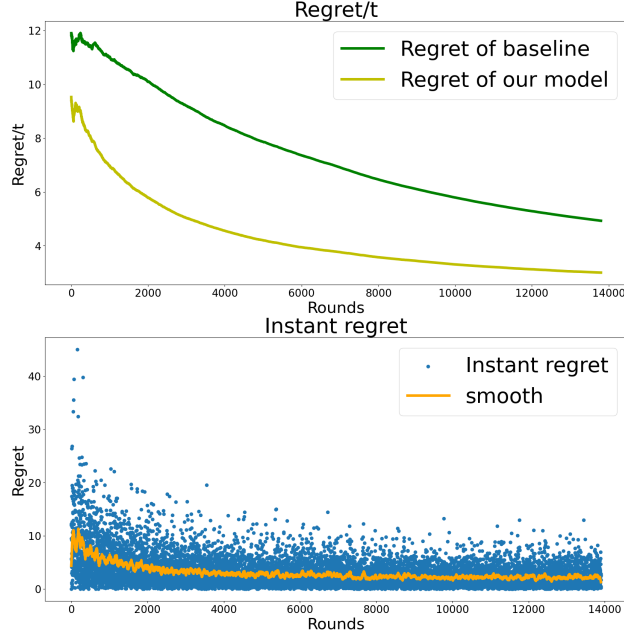 Regret/t
12
10
8
6
4
Regret/t
Regret of baseline
Regret of our model
0 2000 4000 6000 8000 10000 12000 14000
Rounds
Instant regret
40
30
20
10
0
Regret
Instant regret
smooth
0 2000 4000 6000 8000 10000 12000 14000
Rounds